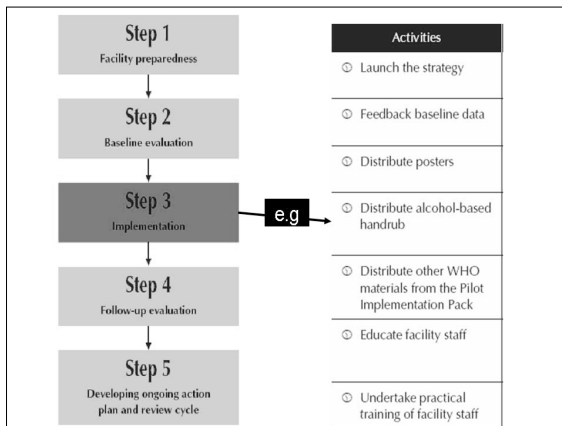 Step 1
Facility preparedness
Step 2
Baseline evaluation
Step 3
Implementation
Step 4
Follow-up evaluation
Step 5
Developing ongoing action
plan and review cycle
e.g
Activities
Launch the strategy
Feedback baseline data
Distribute posters
Distribute alcohol-based
handrub
Distribute other WHO
materials from the Pilot
Implementation Pack
Educate facility staff
Undertake practical
training of facility staff